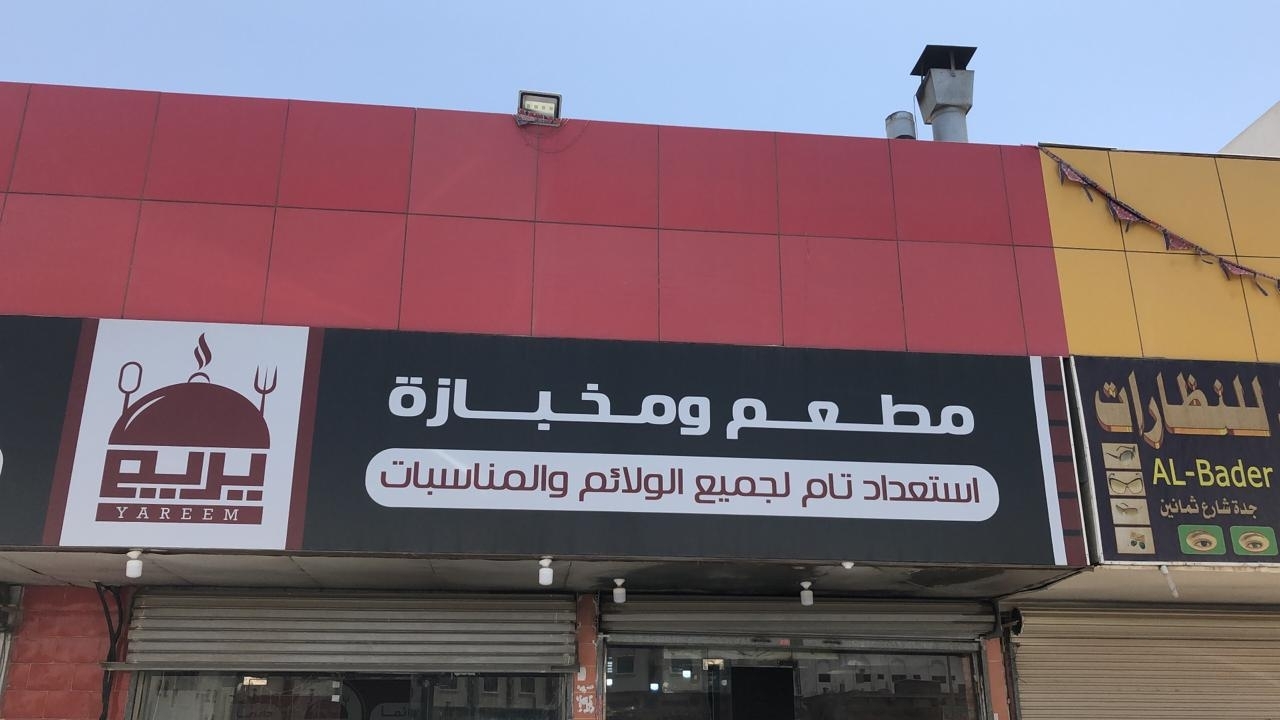 مطعم ومخبازة
استعداد تام لجميع الولائم والمناسبات
يريم
YAREEM
للنظارات
AL-Bader
جدة شارع ثمانين